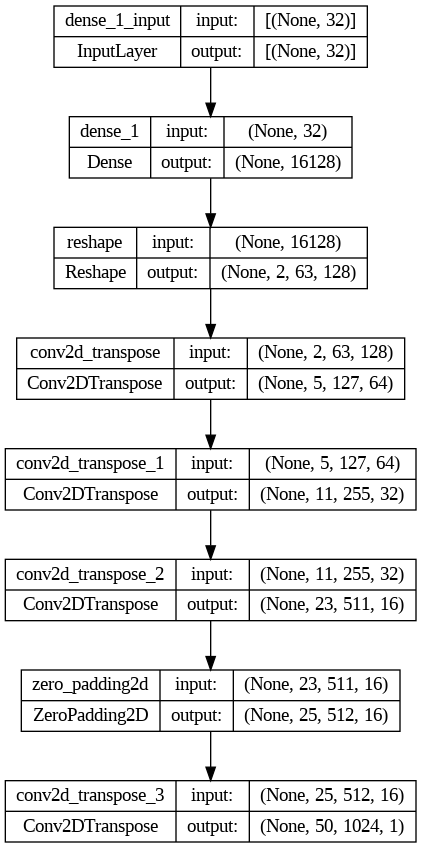 dense_1_input input: [(None, 32)]
InputLayer output: [(None, 32)]
dense_1 input: (None, 32)
Dense output: (None, 16128)
reshape input: (None, 16128)
Reshape output: (None, 2, 63, 128)
conv2d_transpose input: (None, 2, 63, 128)
Conv2DTranspose output: (None, 5, 127, 64)
conv2d_transpose_1 input: (None, 5, 127, 64)
Conv2DTranspose output: (None, 11, 255, 32)
conv2d_transpose_2 input: (None, 11, 255, 32)
Conv2DTranspose output: (None, 23, 511, 16)
zero_padding2d input: (None, 23, 511, 16)
ZeroPadding2D output: (None, 25, 512, 16)
conv2d_transpose_3 input: (None, 25, 512, 16)
Conv2DTranspose output: (None, 50, 1024, 1)